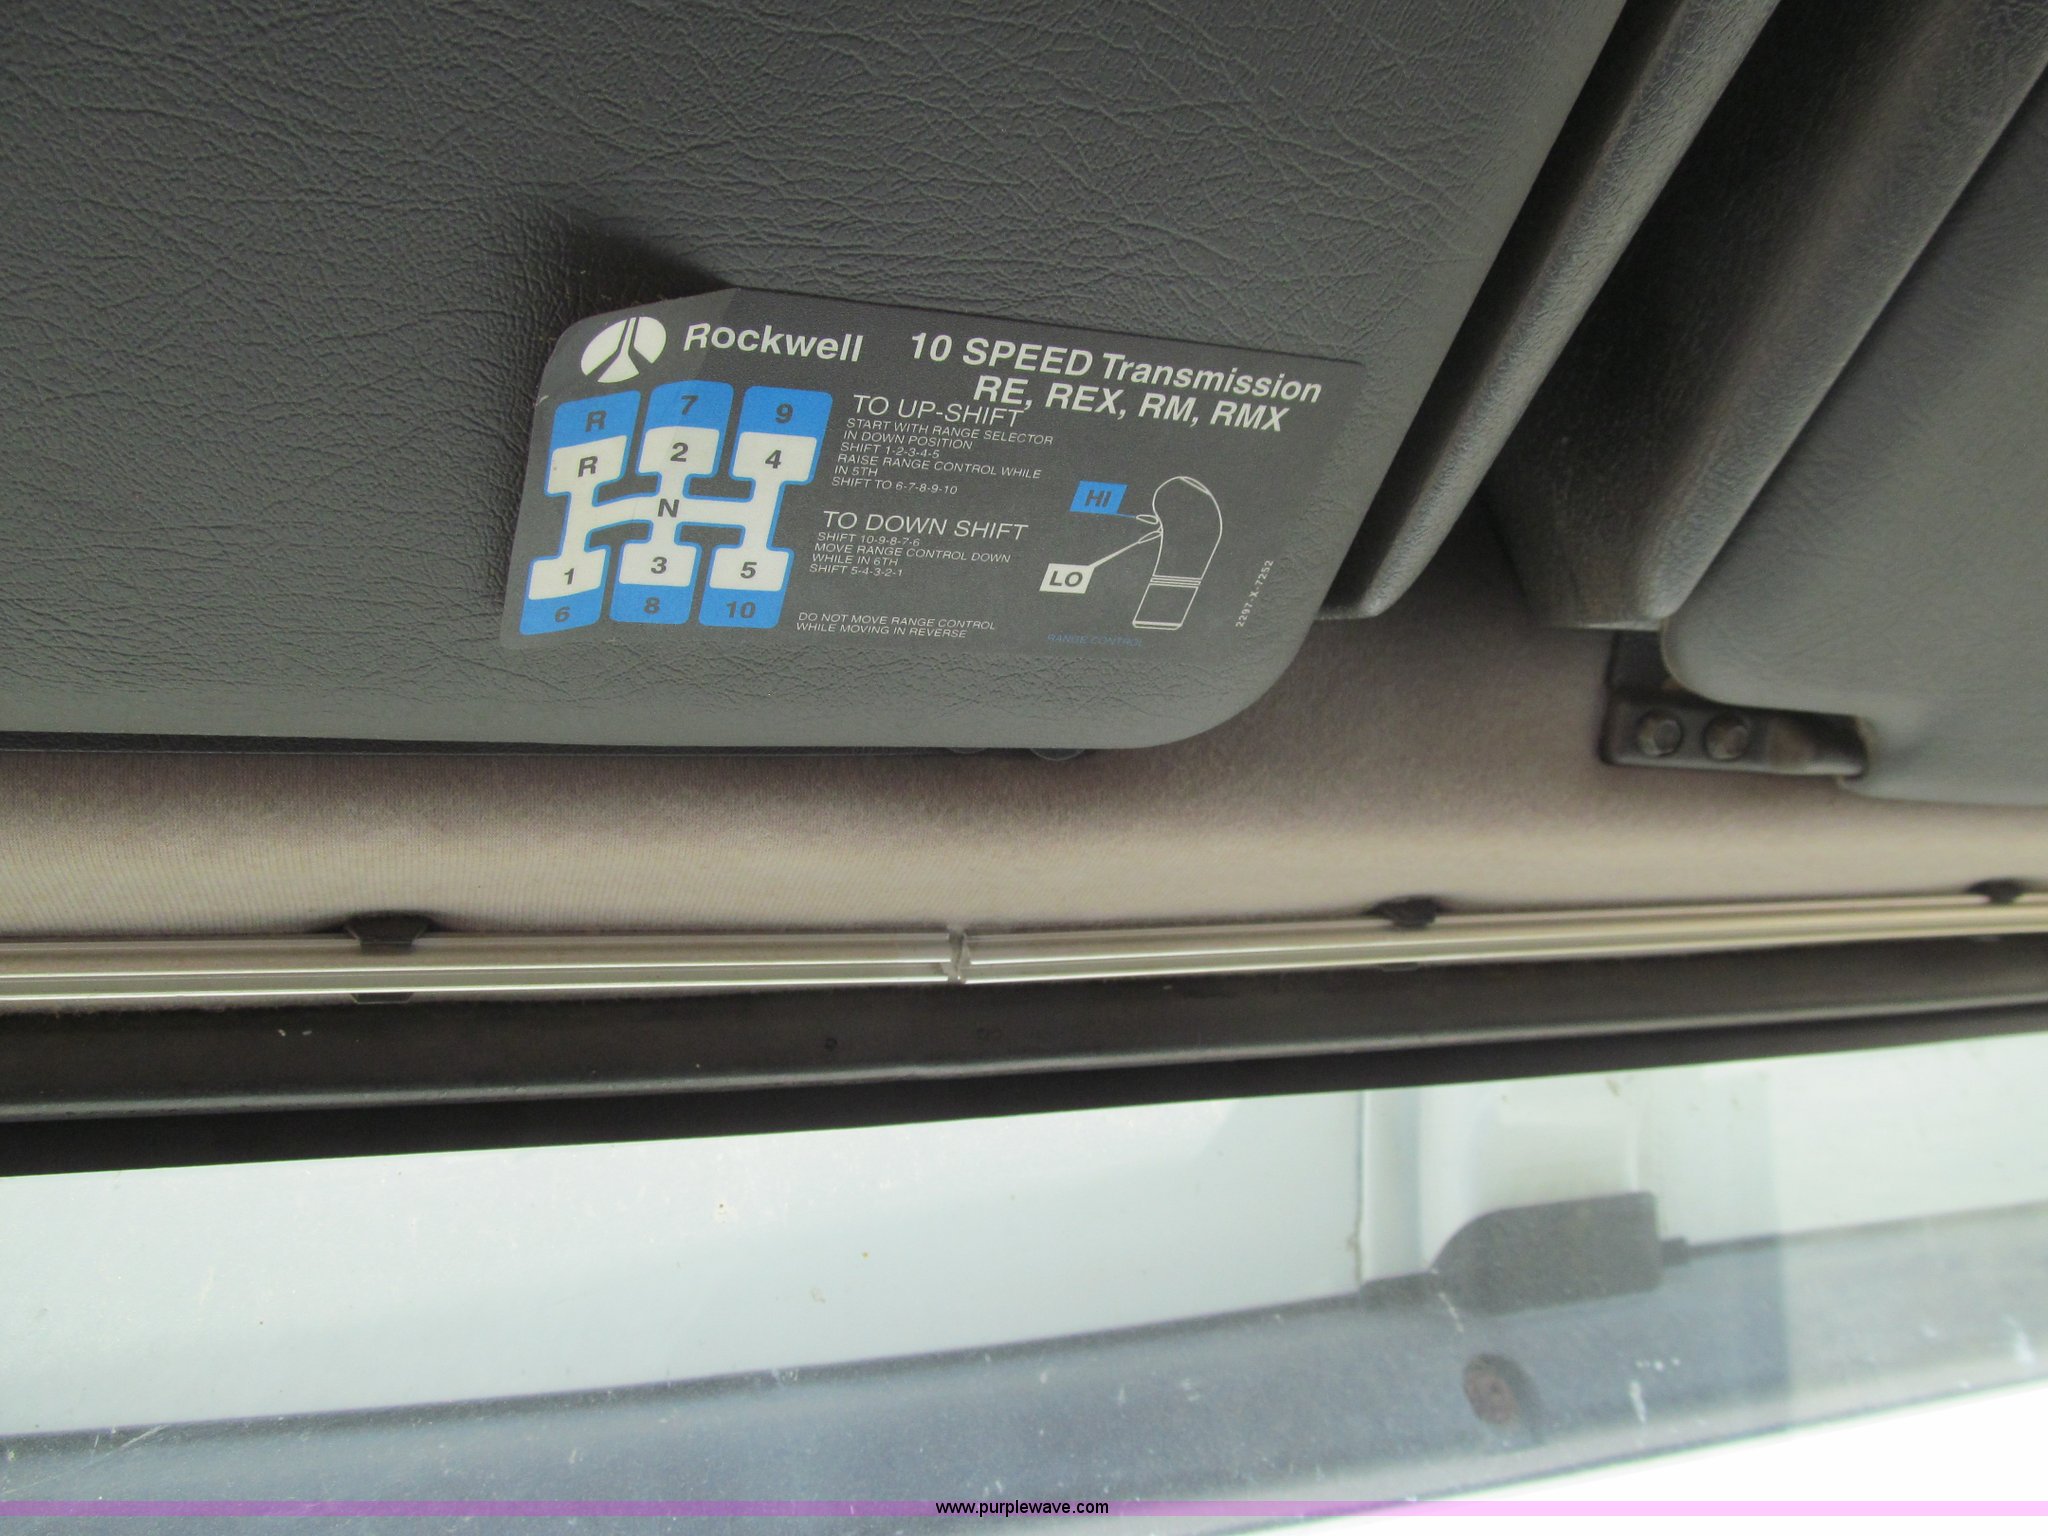 Rockwell
10 SPEED Transmission
RE, REX, RM, RMX
R 7 9
R 2 4
N
1 3 5
6 8 10
TO UP-SHIFT
START WITH RANGE SELECTOR
IN DOWN POSITION
SHIFT 1-2-3-4-5
RAISE RANGE CONTROL WHILE
IN 5TH
SHIFT TO 6-7-8-9-10
TO DOWN SHIFT
SHIFT 10-9-8-7-6
MOVE RANGE CONTROL DOWN
WHILE IN 6TH
SHIFT 5-4-3-2-1
DO NOT MOVE RANGE CONTROL
WHILE MOVING IN REVERSE
HI
LO
RANGE CONTROL
2297-X-7252
www.purplewave.com